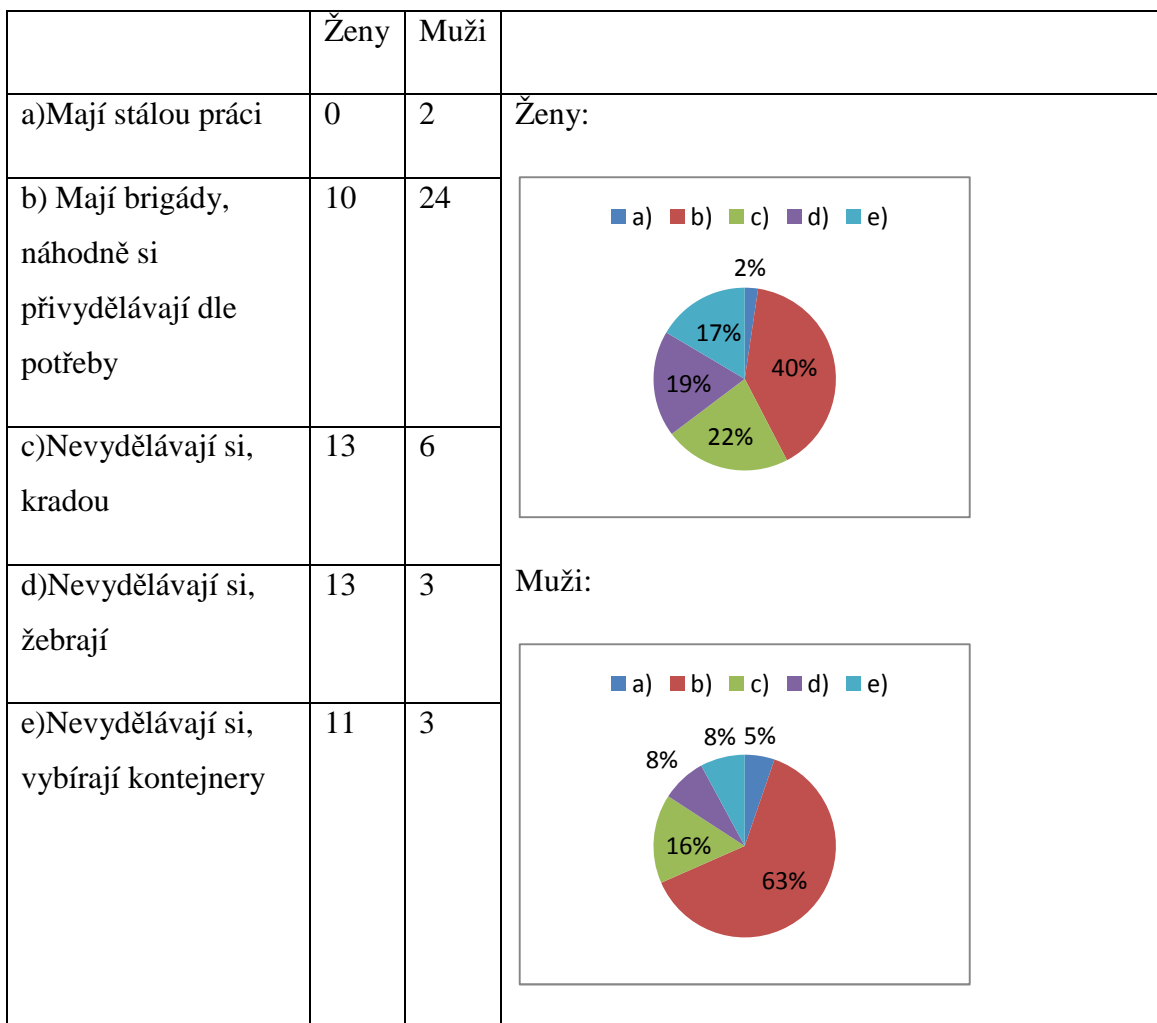 Ženy Muži
a)Mají stálou práci 0 2 Ženy:
b) Mají brigády, 10 24
náhodně si
přivydělávají dle
potřeby
a) b) c) d) e)
2%
17% 40%
19%
22%
c)Nevydělávají si, 13 6
kradou
d)Nevydělávají si, 13 3
žebrají
Muži:
e)Nevydělávají si, 11 3
vybírají kontejnery
a) b) c) d) e)
8% 5%
8%
16%
63%